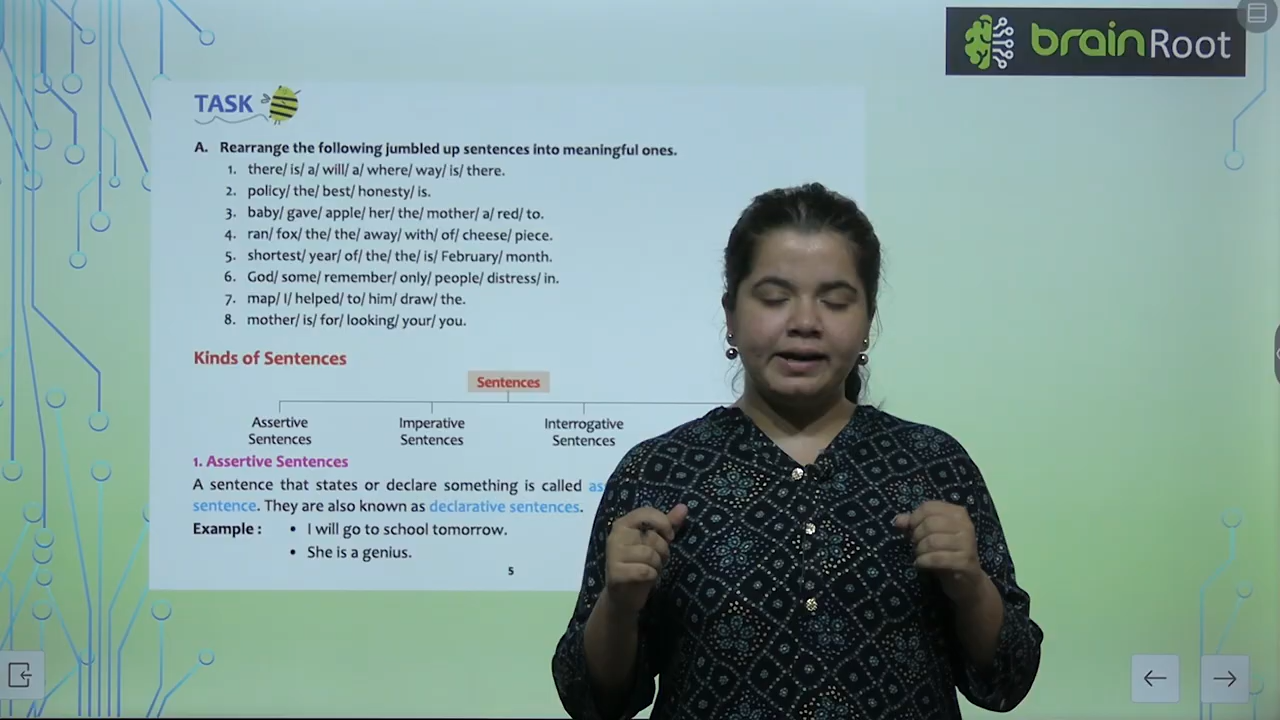 brainRoot
TASK
A. Rearrange the following jumbled up sentences into meaningful ones.
1. there/ is/ a/ will/ a/ where/ way/ is/ there.
2. policy/ the/ best/ honesty/ is.
3. baby/ gave/ apple/ her/ the/ mother/ a/ red/ to.
4. ran/ fox/ the/ the/ away/ with/ of/ cheese/ piece.
5. shortest/ year/ of/ the/ the/ is/ February/ month.
6. God/ some/ remember/ only/ people/ distress/ in.
7. map/ I/ helped/ to/ him/ draw/ the.
8. mother/ is/ for/ looking/ your/ you.
Kinds of Sentences
Sentences
Assertive Sentences
Imperative Sentences
Interrogative Sentences
1. Assertive Sentences
A sentence that states or declare something is called
sentence. They are also known as declarative sentences.
Example : • I will go to school tomorrow.
• She is a genius.
5